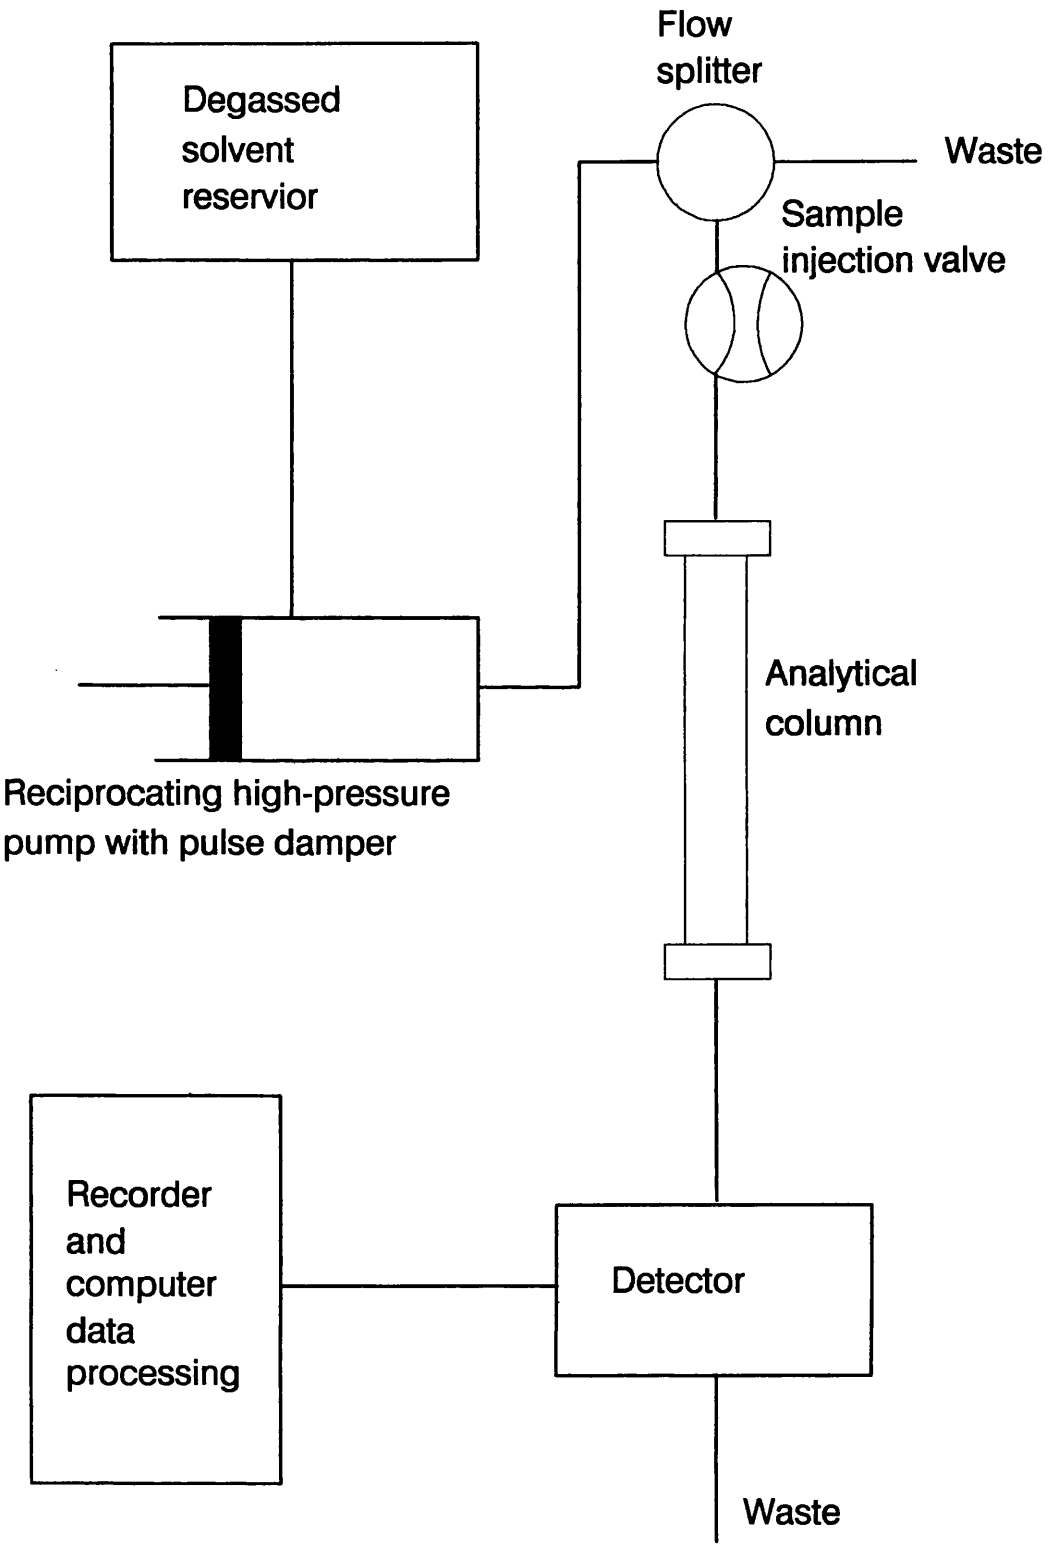 Flow
splitter
Degassed
solvent
reservior
Waste
Sample
injection valve
Analytical
column
Reciprocating high-pressure
pump with pulse damper
Recorder
and
computer
data
processing
Detector
Waste